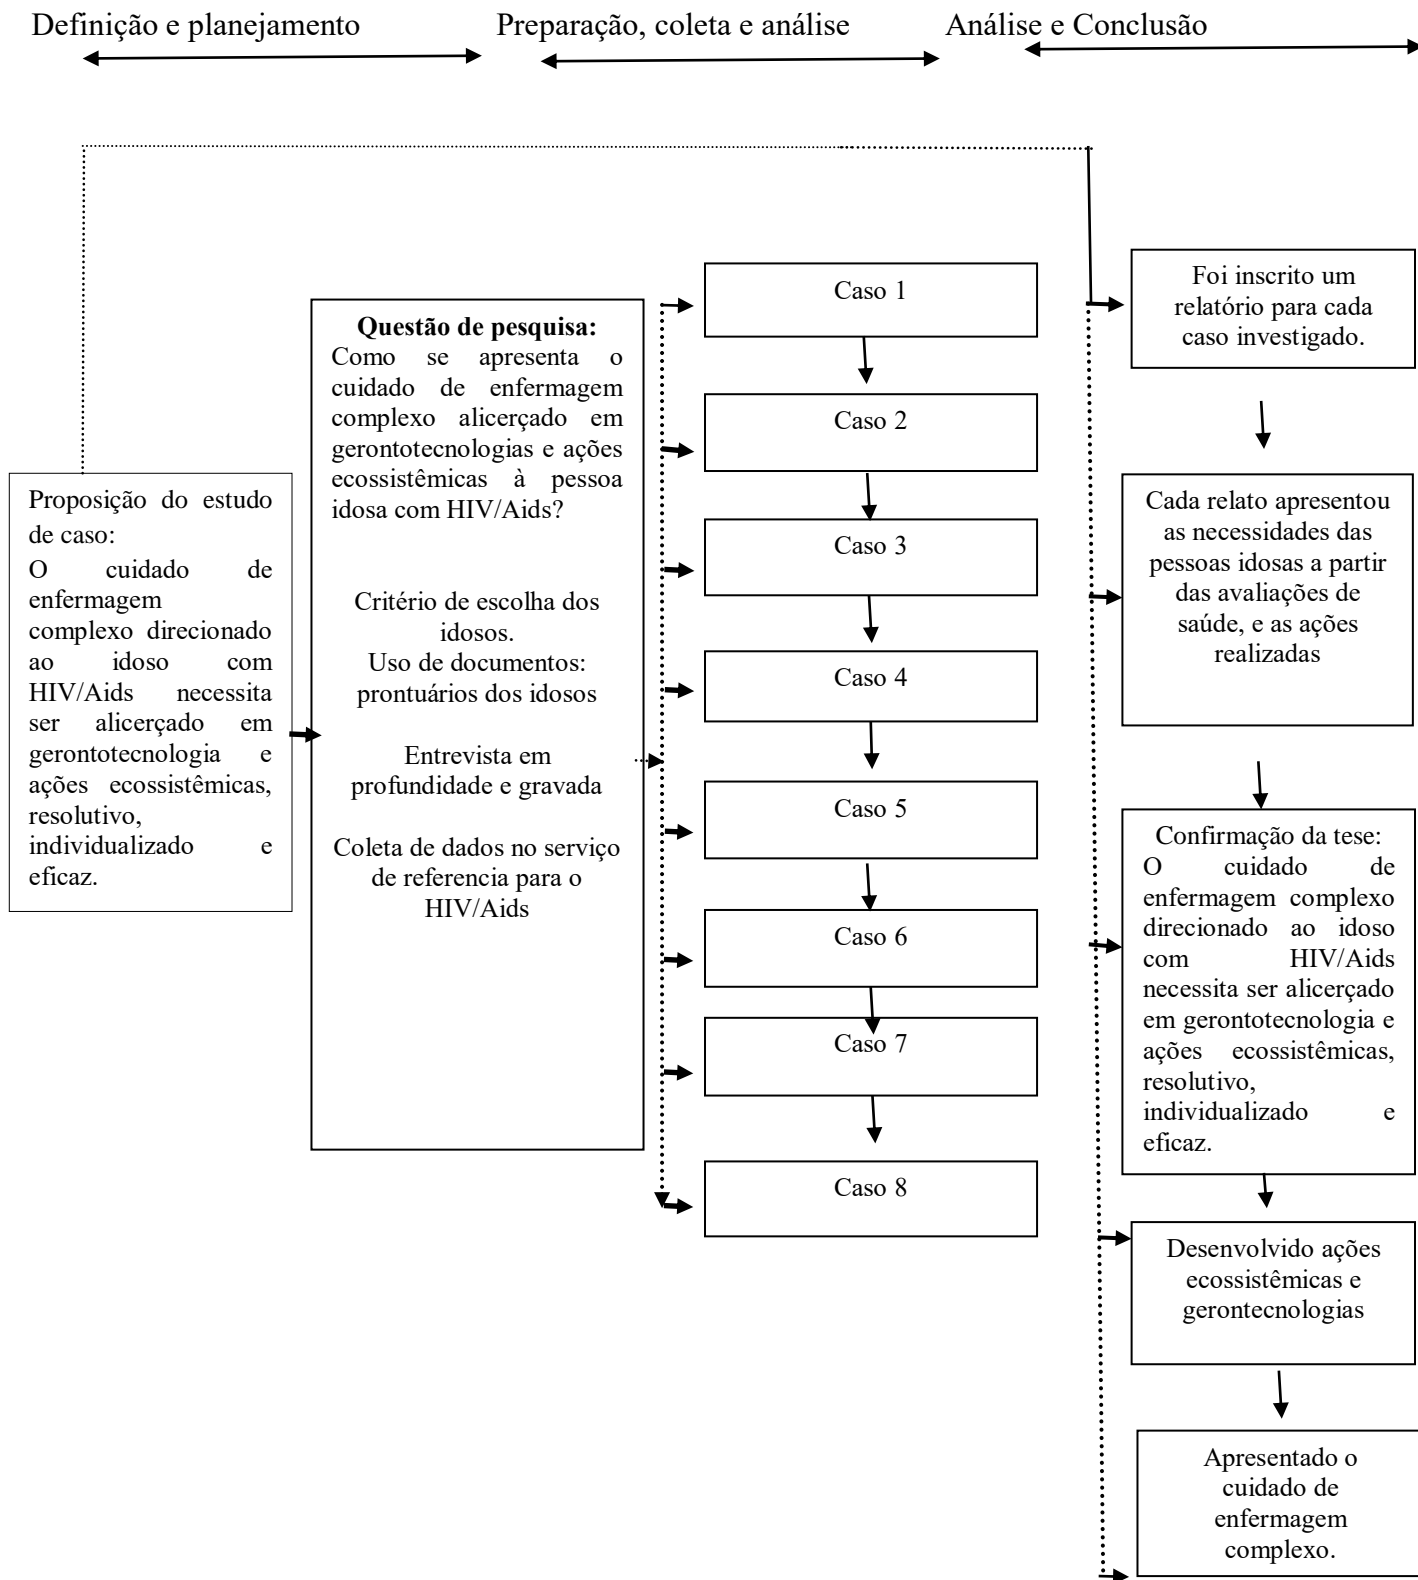 Definição e planejamento
Preparação, coleta e análise
Análise e Conclusão
Proposição do estudo
de caso:
O cuidado de
enfermagem
complexo direcionado
ao idoso com
HIV/Aids necessita
ser alicerçado em
gerontotecnologia e
ações ecossistêmicas,
resolutivo,
individualizado e
eficaz.
Questão de pesquisa:
Como se apresenta o
cuidado de enfermagem
complexo alicerçado em
gerontotecnologias e ações
ecossistêmicas à pessoa
idosa com HIV/Aids?
Critério de escolha dos
idosos.
Uso de documentos:
prontuários dos idosos
Entrevista em
profundidade e gravada
Coleta de dados no serviço
de referencia para o
HIV/Aids
Caso 1
Caso 2
Caso 3
Caso 4
Caso 5
Caso 6
Caso 7
Caso 8
Foi inscrito um
relatório para cada
caso investigado.
Cada relato apresentou
as necessidades das
pessoas idosas a partir
das avaliações de
saúde, e as ações
realizadas
Confirmação da tese:
O cuidado de
enfermagem complexo
direcionado ao idoso
com HIV/Aids
necessita ser alicerçado
em gerontotecnologia e
ações ecossistêmicas,
resolutivo,
individualizado e
eficaz.
Desenvolvido ações
ecossistêmicas e
gerontecnologias
Apresentado o
cuidado de
enfermagem
complexo.